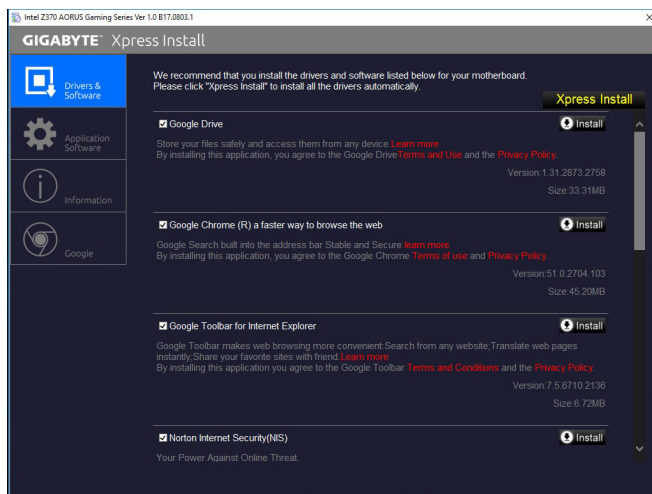 Intel Z370 AORUS Gaming Series Ver 1.0 B17.0803.1
GIGABYTE™ Xpress Install
Drivers &
Software
Application
Software
Information
Google
We recommend that you install the drivers and software listed below for your motherboard.
Please click "Xpress Install" to install all the drivers automatically.
Xpress Install
Google Drive
Install
Store your files safely and access them from any device.Learn more
By installing this application, you agree to the Google DriveTerms and Use and the Privacy Policy.
Version:1.31.2873.2758
Size:33.31MB
Google Chrome (R) a faster way to browse the web
Install
Google Search built into the address bar Stable and Secure learn more
By installing this application, you agree to the Google Chrome Terms of use and Privacy Policy.
Version:51.0.2704.103
Size:45.20MB
Google Toolbar for Internet Explorer
Install
Google Toolbar makes web browsing more convenient:Search from any website;Translate web pages
instantly;Share your favorite sites with friend.Learn more
By installing this application you agree to the Google Toolbar Terms and Conditions and the Privacy Policy.
Version:7.5.6710.2136
Size:6.72MB
Norton Internet Security(NIS)
Install
Your Power Against Online Threat.